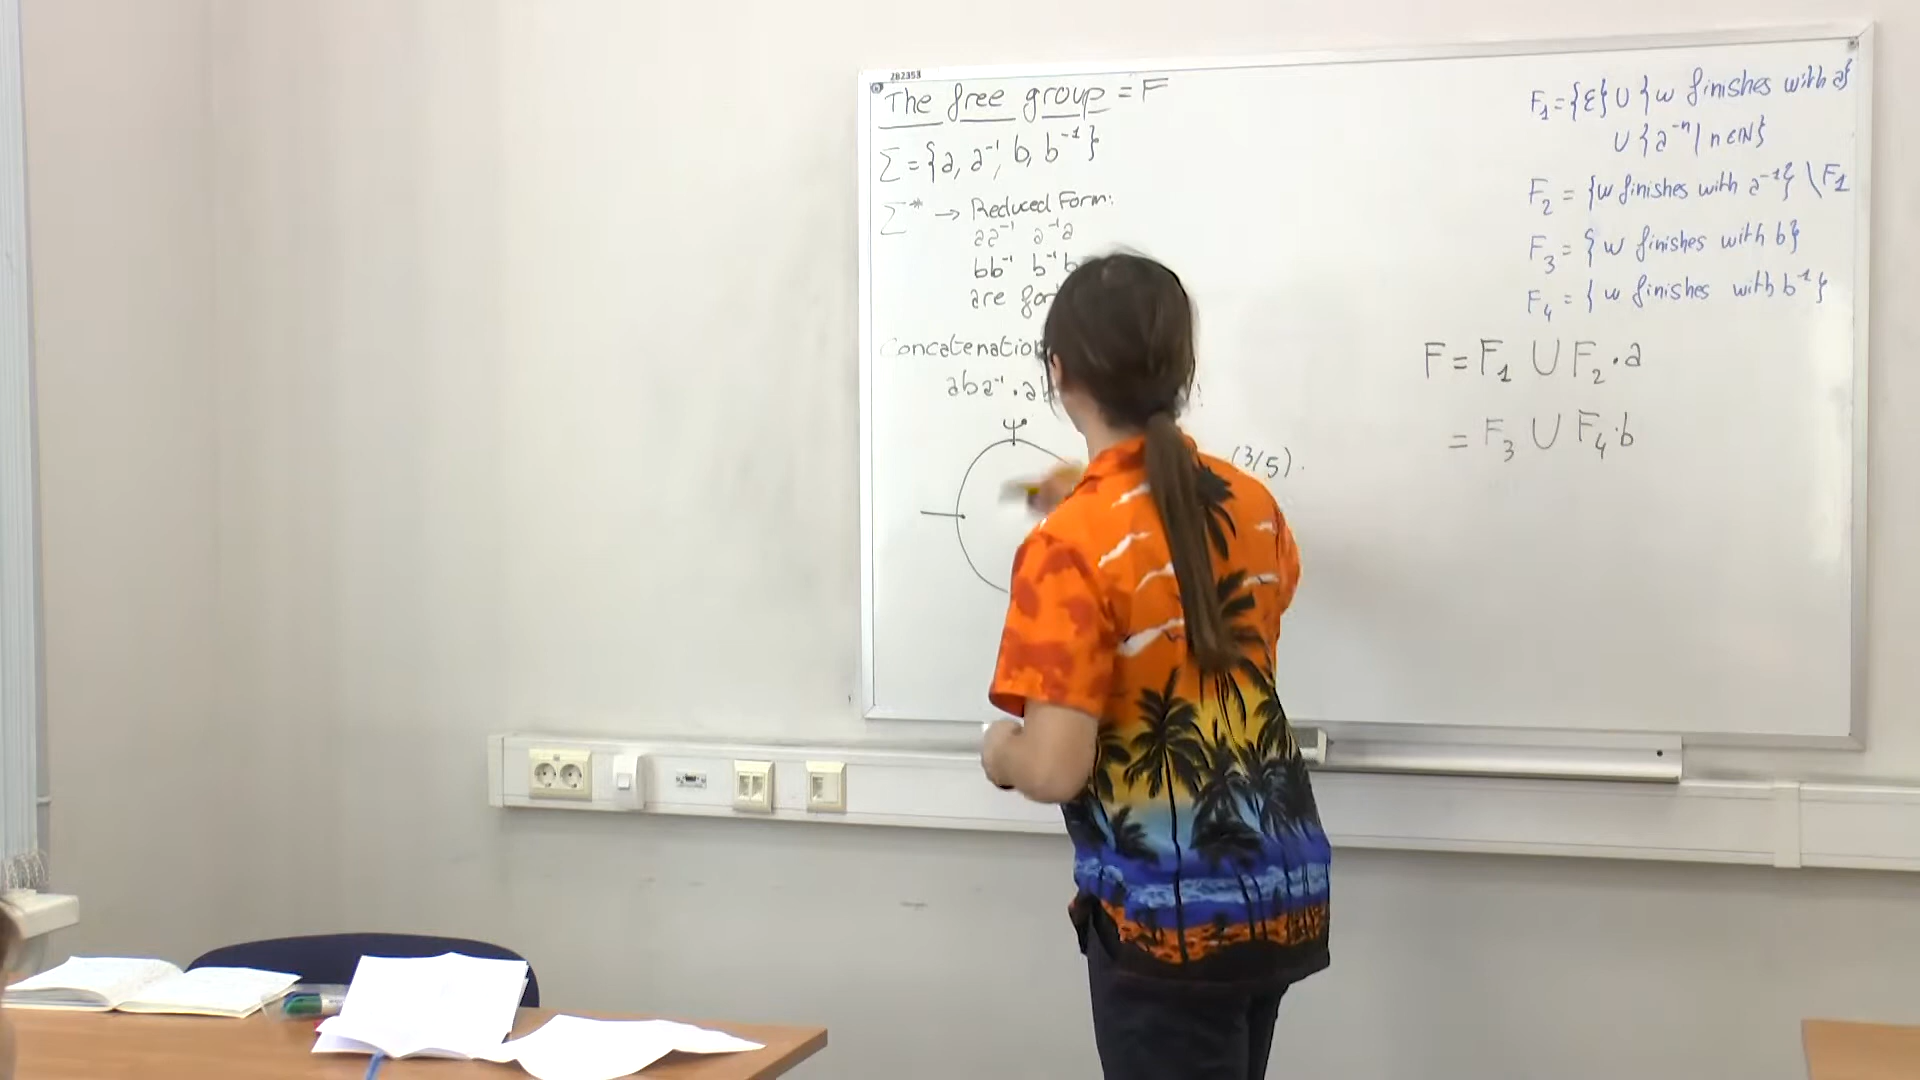 282353
The free group = F
Σ = {a, a⁻¹, b, b⁻¹}
Σ* → Reduced Form:
aa⁻¹ a⁻¹a
bb⁻¹ b⁻¹b
are
Concatenation
aba⁻¹.ab
(3/5).
F₁ = {ε} ∪ {w finishes with a}
∪ {a⁻ⁿ | n ∈ ℕ}
F₂ = {w finishes with a⁻¹} \ F₁
F₃ = {w finishes with b}
F₄ = {w finishes with b⁻¹}
F = F₁ ∪ F₂.a
= F₃ ∪ F₄.b